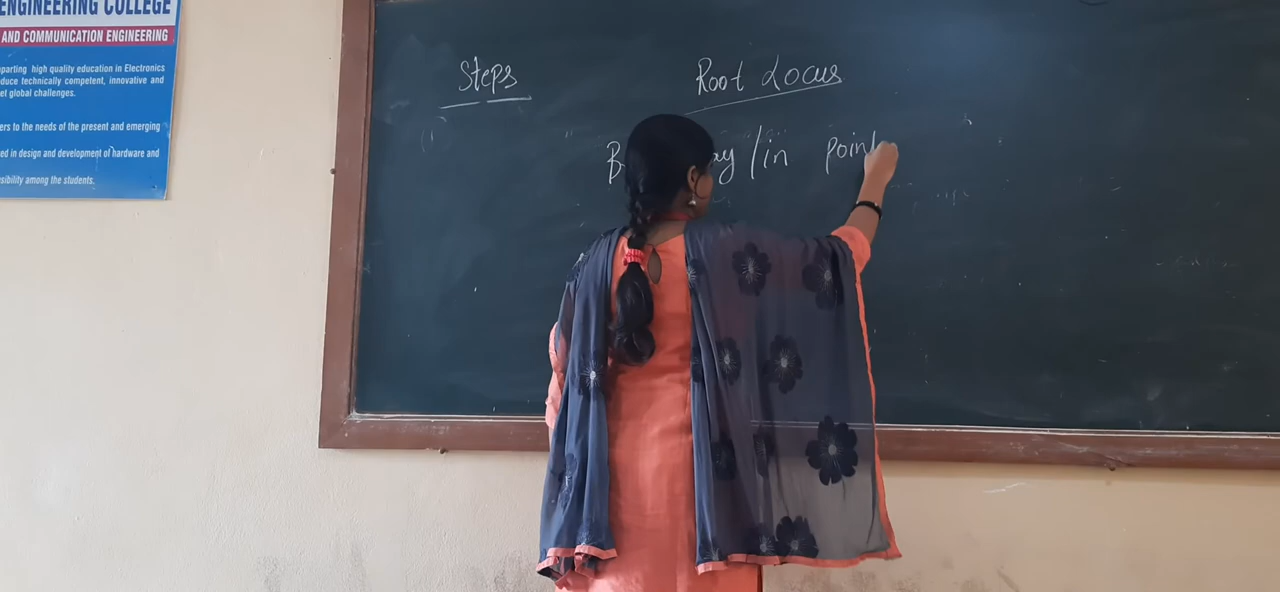 ENGINEERING COLLEGE
AND COMMUNICATION ENGINEERING
parting high quality education in Electronics
duce technically competent, innovative and
et global challenges.
ers to the needs of the present and emerging
ed in design and development of hardware and
sibility among the students.
Steps
Root Locus
B ay /in point